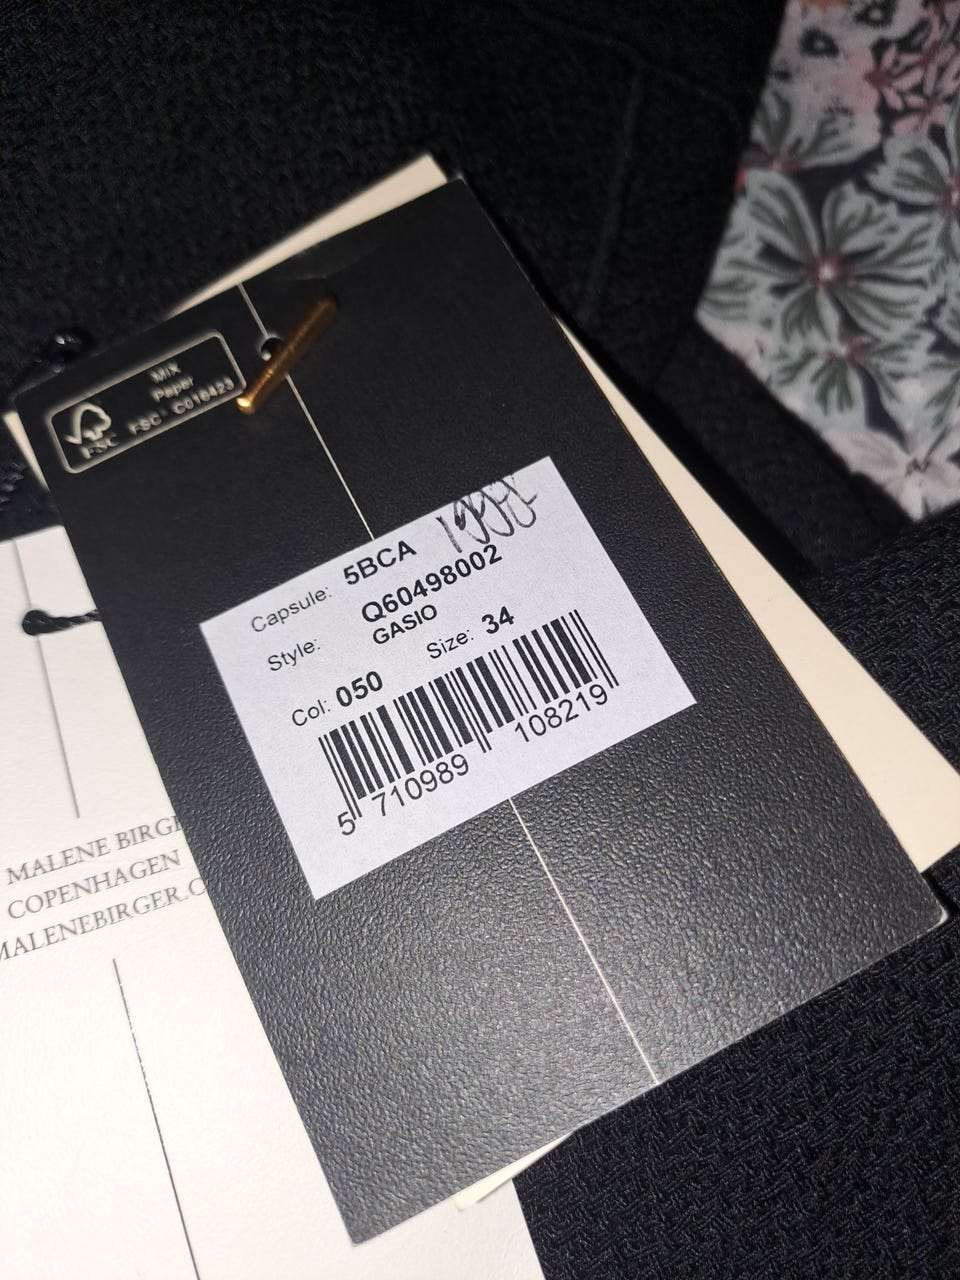 MIX
Paper
FSC® C016423
FSC
Capsule: 5BCA
Style: Q60498002
GASIO
Col: 050 Size: 34
5 710989 108219
MALENE BIRGE
COPENHAGEN
MALENEBIRGER.C